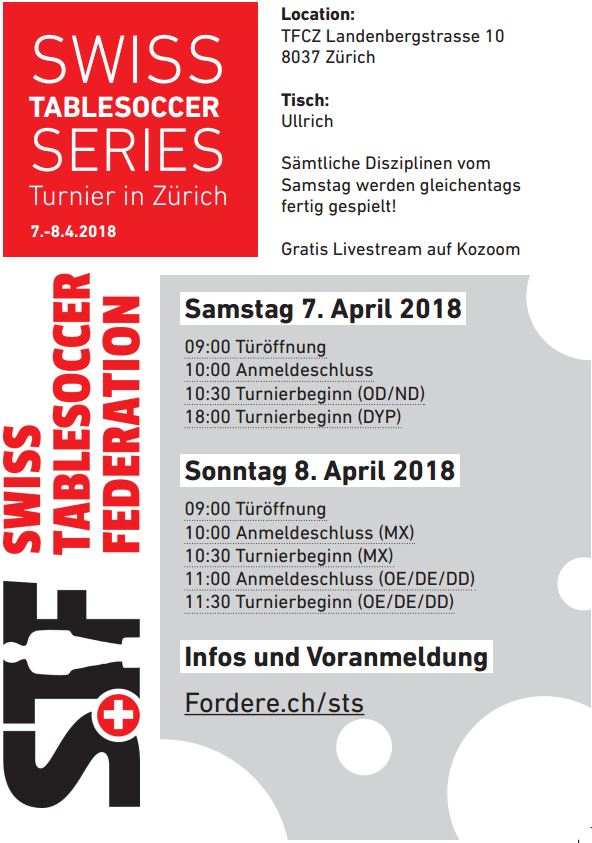 SWISS
TABLESOCCER
SERIES
Turnier in Zürich
7.-8.4.2018
Location:
TFCZ Landenbergstrasse 10
8037 Zürich
Tisch:
Ullrich
Sämtliche Disziplinen vom
Samstag werden gleichentags
fertig gespielt!
Gratis Livestream auf Kozoom
SWISS
TABLESOCCER
FEDERATION
STF
Samstag 7. April 2018
09:00 Türöffnung
10:00 Anmeldeschluss
10:30 Turnierbeginn (OD/ND)
18:00 Turnierbeginn (DYP)
Sonntag 8. April 2018
09:00 Türöffnung
10:00 Anmeldeschluss (MX)
10:30 Turnierbeginn (MX)
11:00 Anmeldeschluss (OE/DE/DD)
11:30 Turnierbeginn (OE/DE/DD)
Infos und Voranmeldung
Fordere.ch/sts